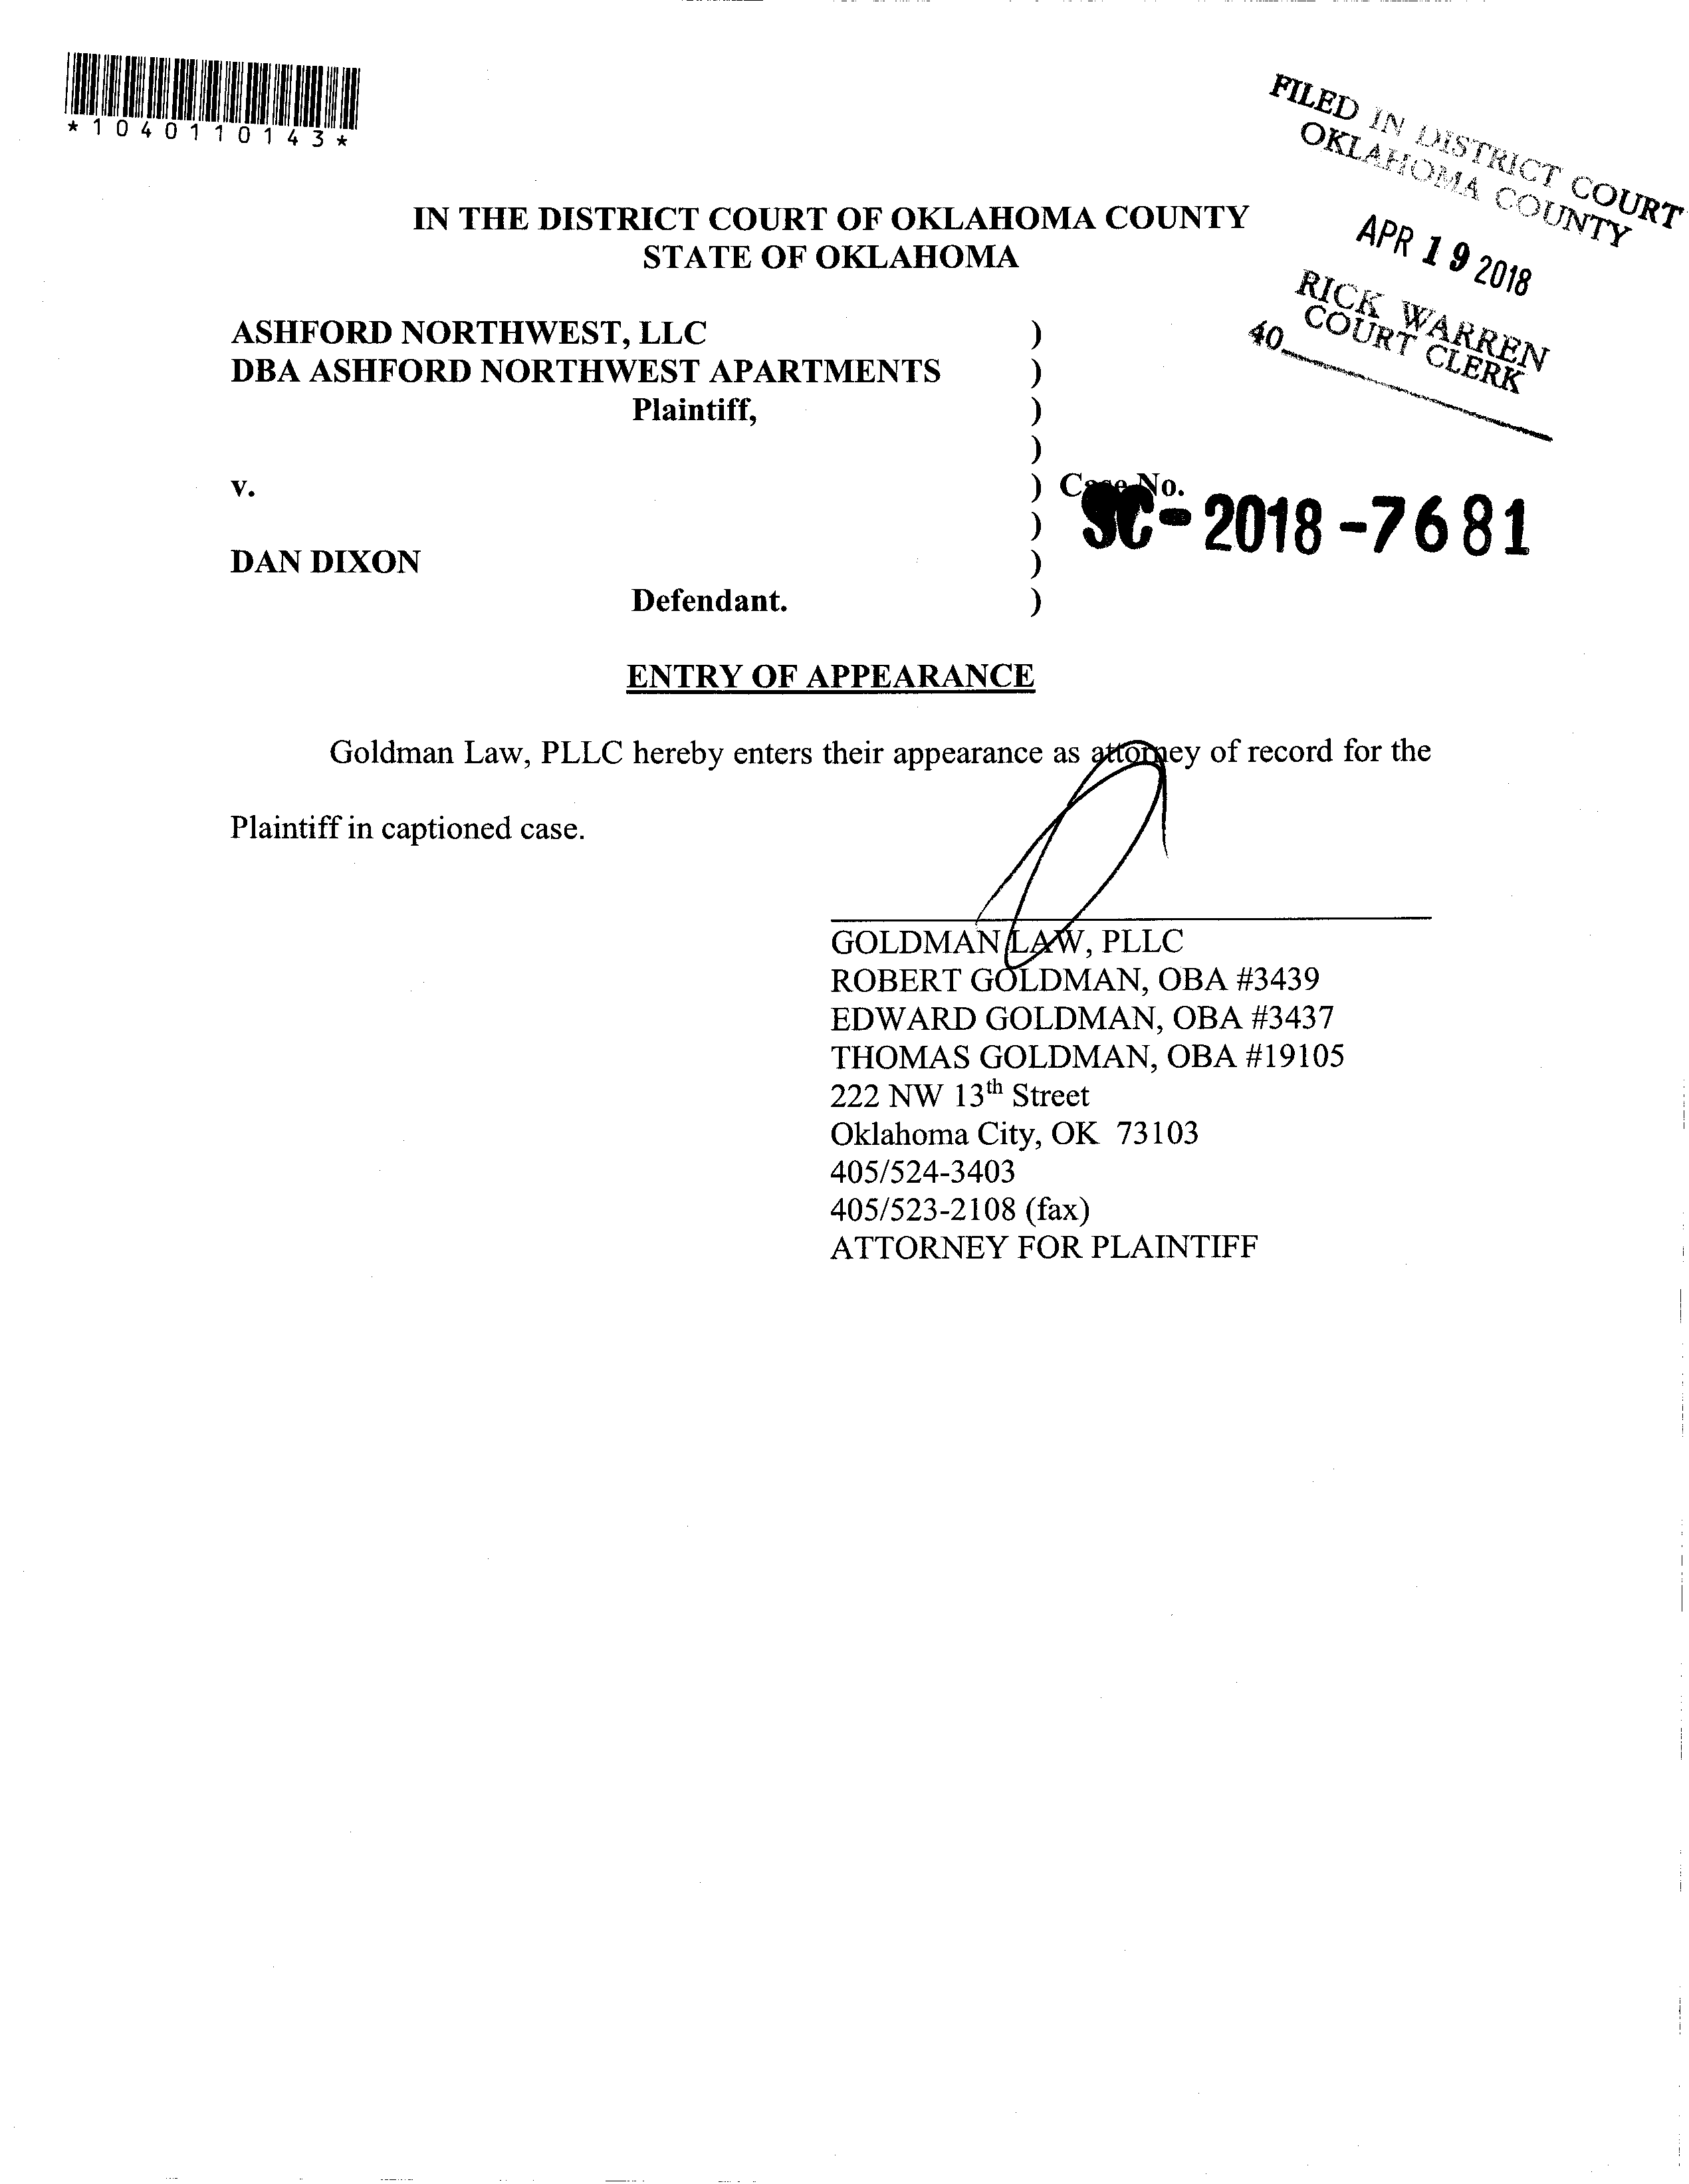 *1040110143*
FILED IN DISTRICT COURT
OKLAHOMA COUNTY
APR 19 2018
RICK WARREN
COURT CLERK
40
IN THE DISTRICT COURT OF OKLAHOMA COUNTY
STATE OF OKLAHOMA
ASHFORD NORTHWEST, LLC )
DBA ASHFORD NORTHWEST APARTMENTS )
Plaintiff, )
)
v. ) Case No.
) SC-2018-7681
DAN DIXON )
Defendant. )
ENTRY OF APPEARANCE
Goldman Law, PLLC hereby enters their appearance as attorney of record for the
Plaintiff in captioned case.
GOLDMAN LAW, PLLC
ROBERT GOLDMAN, OBA #3439
EDWARD GOLDMAN, OBA #3437
THOMAS GOLDMAN, OBA #19105
222 NW 13th Street
Oklahoma City, OK 73103
405/524-3403
405/523-2108 (fax)
ATTORNEY FOR PLAINTIFF